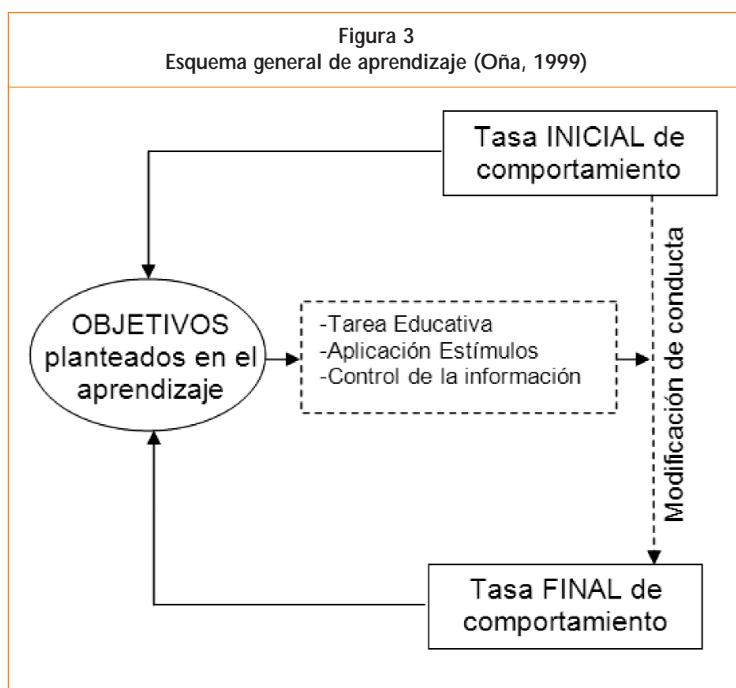 Figura 3
Esquema general de aprendizaje (Oña, 1999)
Tasa INICIAL de
comportamiento
OBJETIVOS
planteados en el
aprendizaje
-Tarea Educativa
-Aplicación Estímulos
-Control de la información
Modificación de conducta
Tasa FINAL de
comportamiento